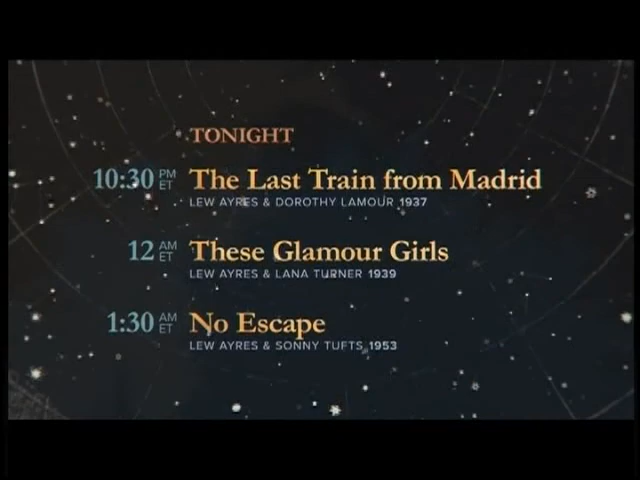 TONIGHT
10:30 PM ET The Last Train from Madrid
LEW AYRES & DOROTHY LAMOUR 1937
12 AM ET These Glamour Girls
LEW AYRES & LANA TURNER 1939
1:30 AM ET No Escape
LEW AYRES & SONNY TUFTS 1953